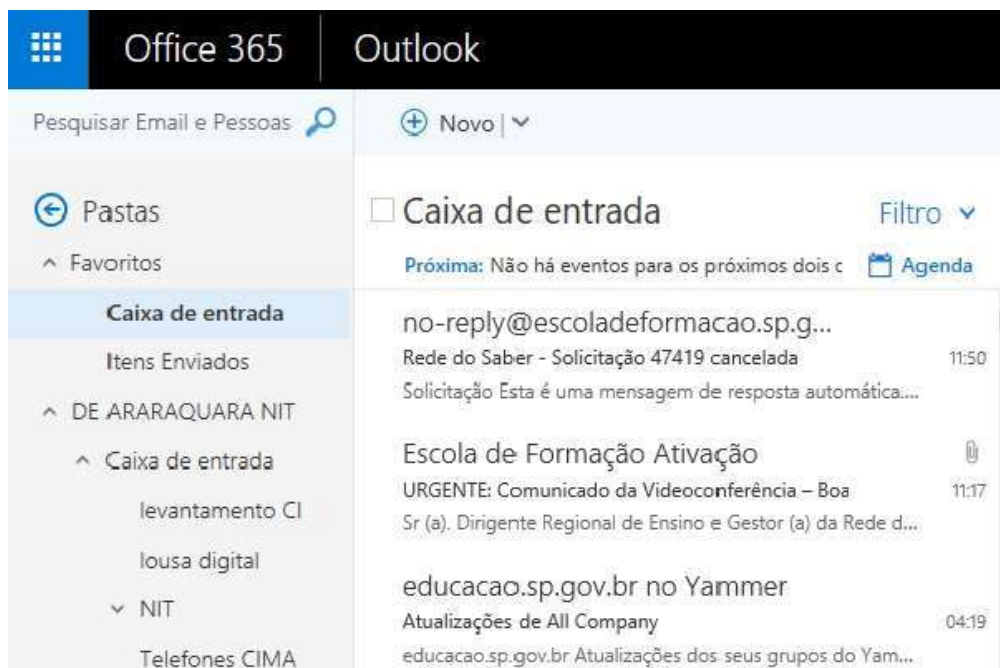 Office 365 Outlook
Pesquisar Email e Pessoas
Novo
Pastas
Favoritos
Caixa de entrada
Itens Enviados
DE ARARAQUARA NIT
Caixa de entrada
levantamento CI
lousa digital
NIT
Telefones CIMA
Caixa de entrada Filtro
Próxima: Não há eventos para os próximos dois c Agenda
no-reply@escoladeformacao.sp.g...
Rede do Saber - Solicitação 47419 cancelada 11:50
Solicitação Esta é uma mensagem de resposta automática....
Escola de Formação Ativação
URGENTE: Comunicado da Videoconferência – Boa 11:17
Sr (a). Dirigente Regional de Ensino e Gestor (a) da Rede d...
educacao.sp.gov.br no Yammer
Atualizações de All Company 04:19
educacao.sp.gov.br Atualizações dos seus grupos do Yam...